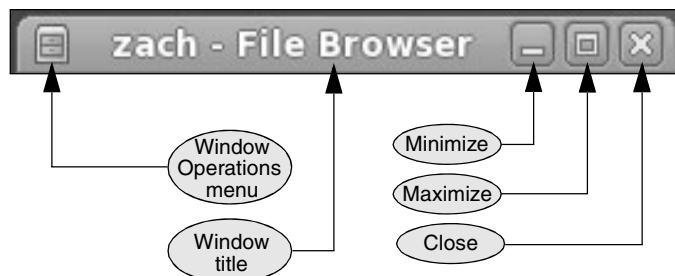 zach - File Browser
Window
Operations
menu
Minimize
Maximize
Window
title
Close